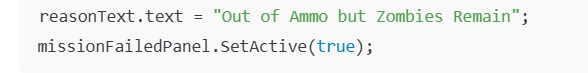 reasonText.text = "Out of Ammo but Zombies Remain";
missionFailedPanel.SetActive(true);